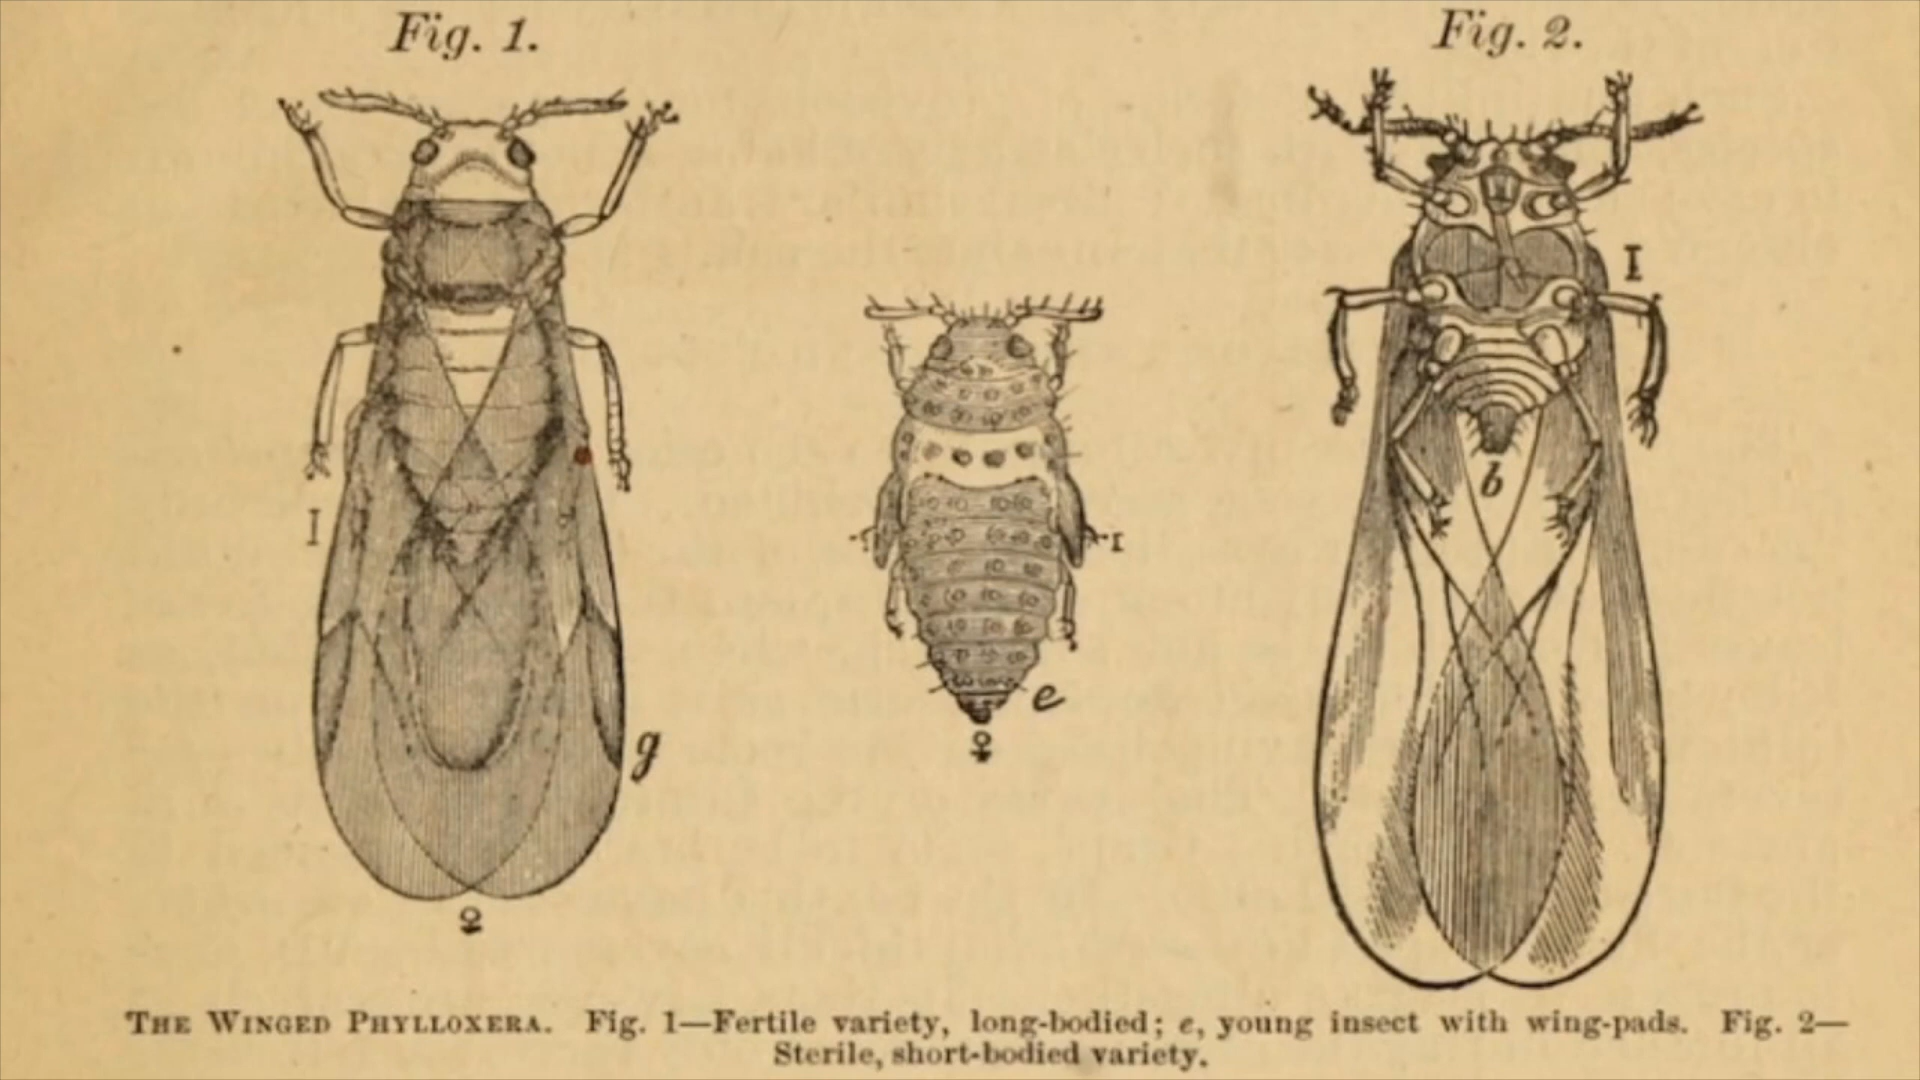 Fig. 1.
Fig. 2.
I
g
♀
I
e
♀
I
b
THE WINGED PHYLLOXERA. Fig. 1—Fertile variety, long-bodied; e, young insect with wing-pads. Fig. 2—
Sterile, short-bodied variety.